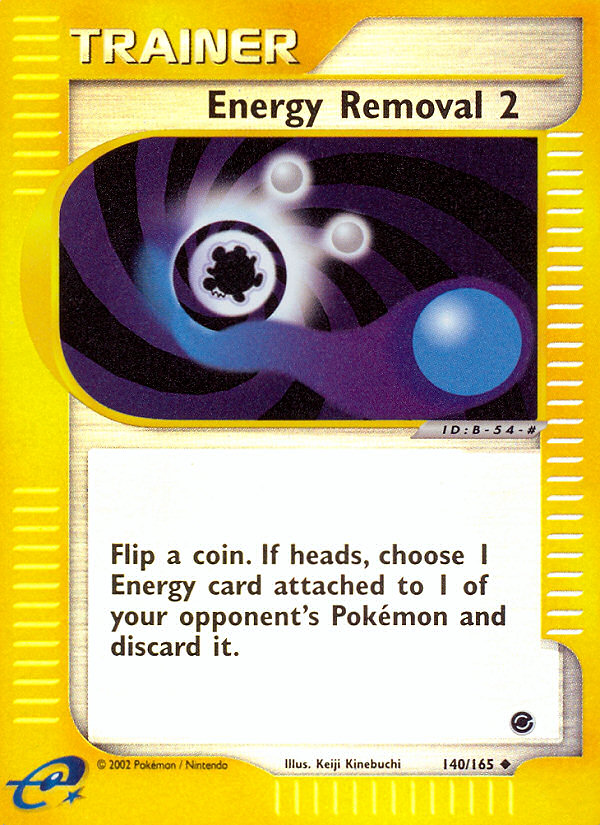 TRAINER
Energy Removal 2
ID:B-54-#
Flip a coin. If heads, choose 1
Energy card attached to 1 of
your opponent's Pokémon and
discard it.
© 2002 Pokémon / Nintendo
Illus. Keiji Kinebuchi
140/165 ◆
e